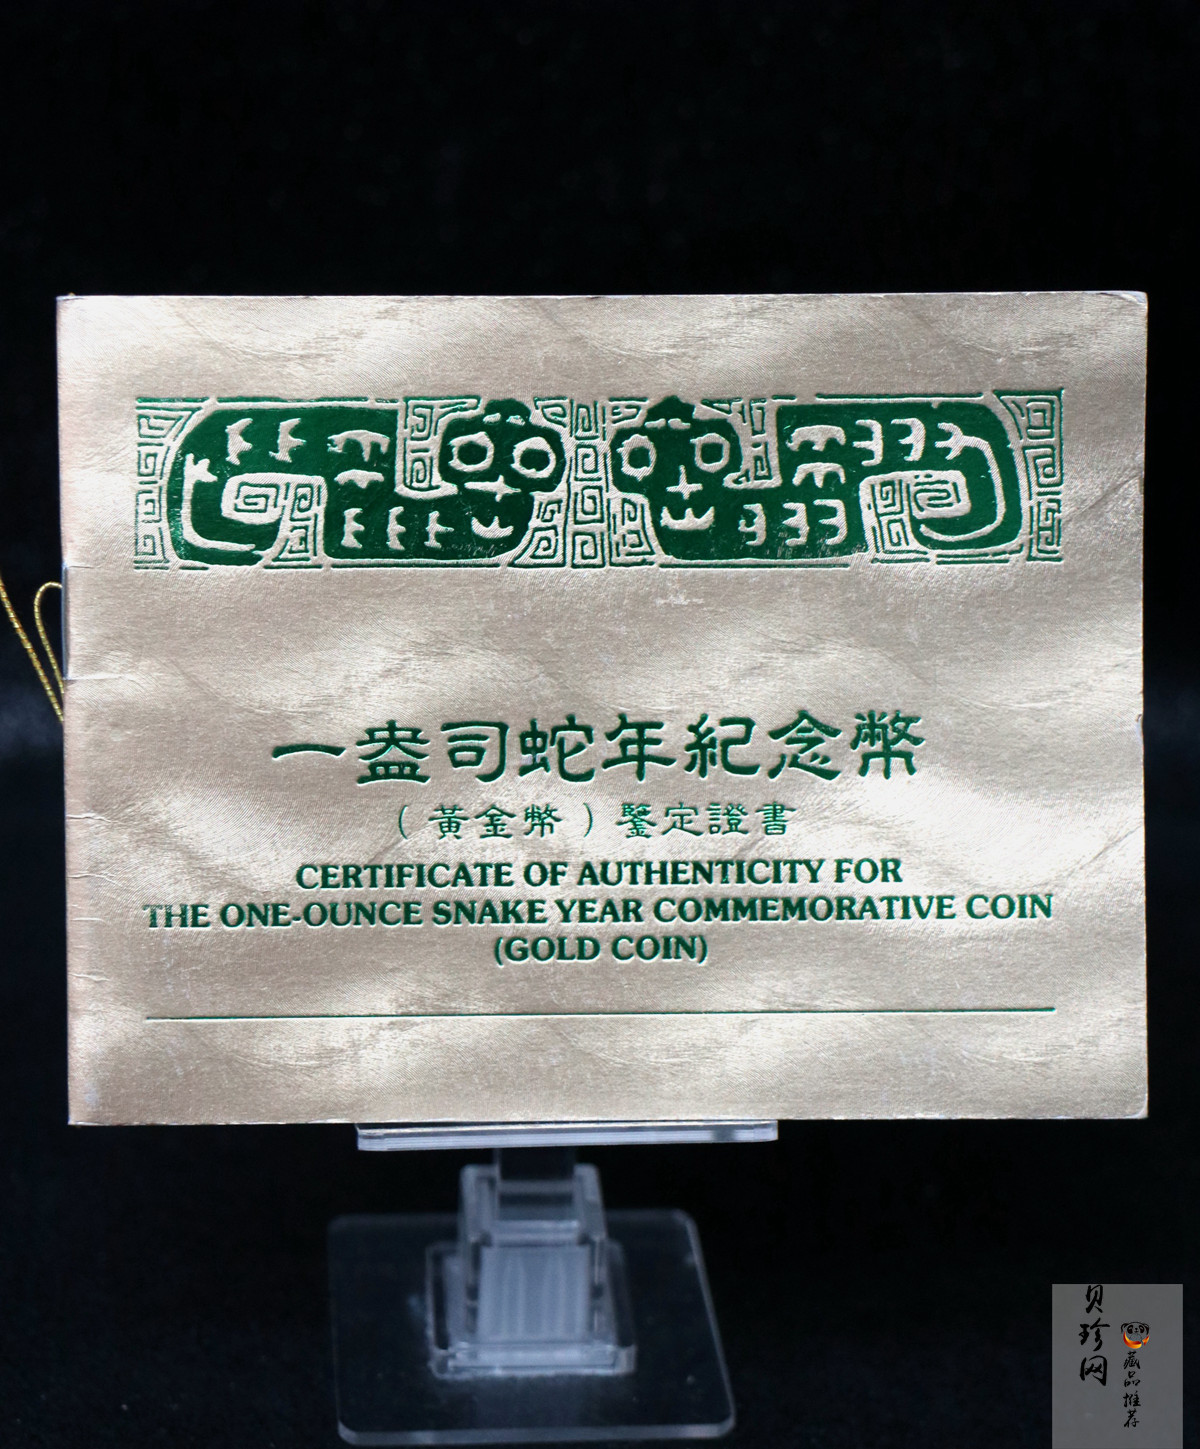 一盎司蛇年紀念幣
（黃金幣）鑒定證書
CERTIFICATE OF AUTHENTICITY FOR
THE ONE-OUNCE SNAKE YEAR COMMEMORATIVE COIN
(GOLD COIN)
贝珍网
藏品推荐